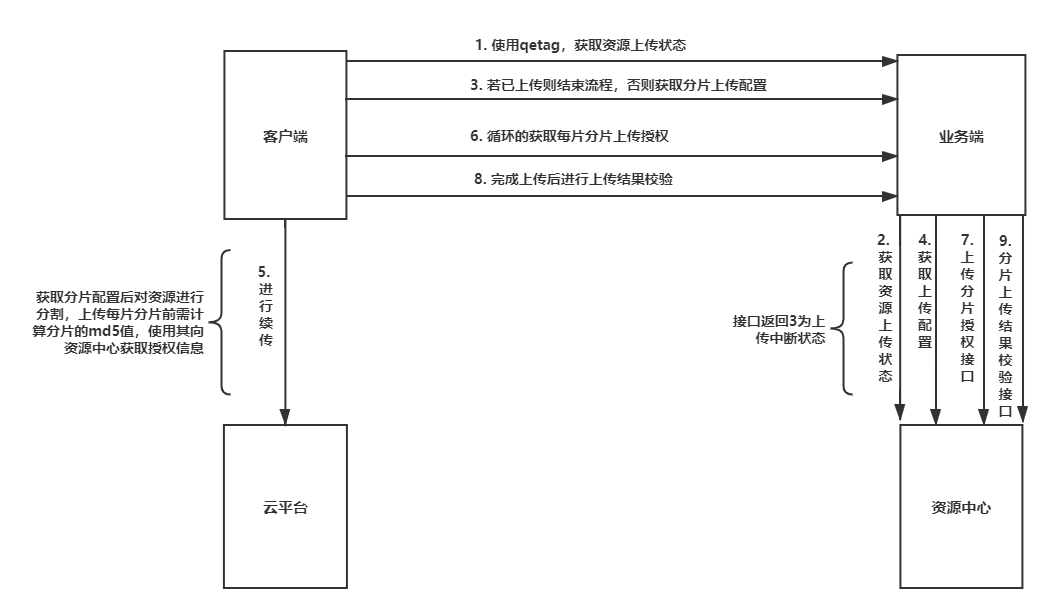 1. 使用qetag，获取资源上传状态
3. 若已上传则结束流程，否则获取分片上传配置
客户端
6. 循环的获取每片分片上传授权
业务端
8. 完成上传后进行上传结果校验
获取分片配置后对资源进行
分割，上传每片分片前需计
算分片的md5值，使用其向
资源中心获取授权信息
5.
进
行
续
传
接口返回3为上
传中断状态
2.
获
取
资
源
上
传
状
态
4.
获
取
上
传
配
置
7.
上
传
分
片
授
权
接
口
9.
分
片
上
传
结
果
校
验
接
口
云平台
资源中心